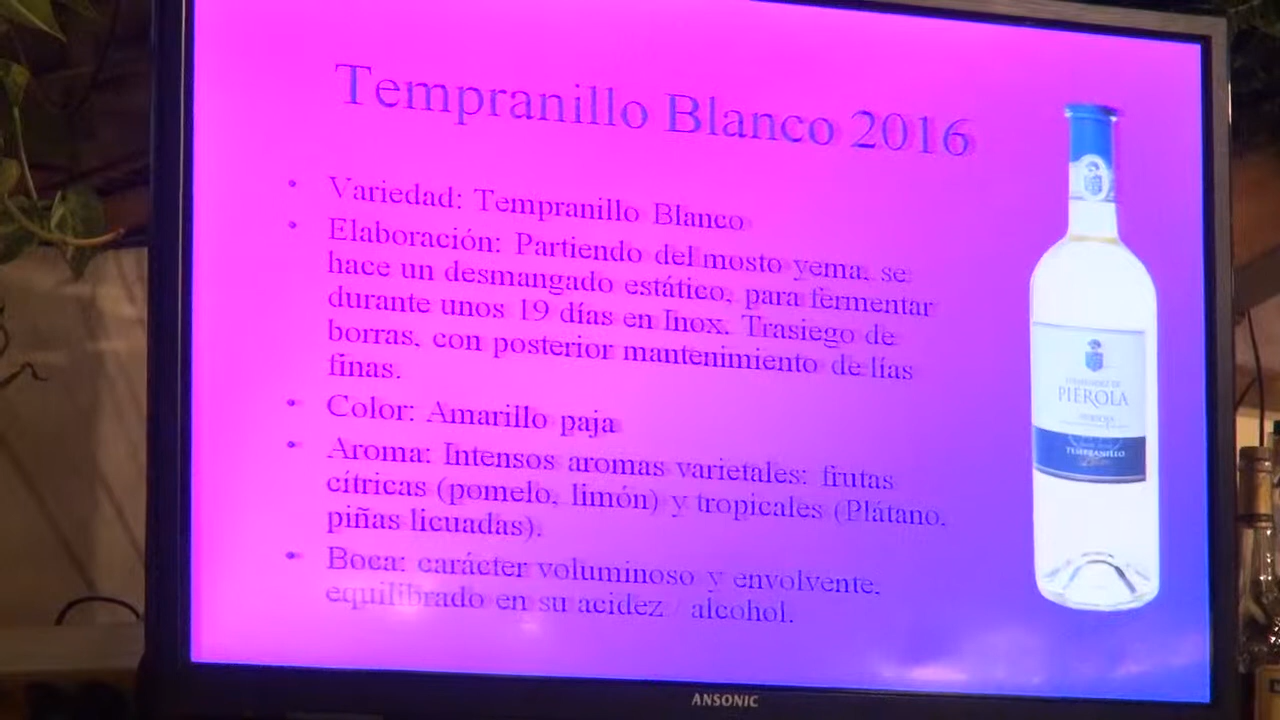 Tempranillo Blanco 2016
• Variedad: Tempranillo Blanco
• Elaboración: Partiendo del mosto yema, se
hace un desmangado estático, para fermentar
durante unos 19 días en Inox. Trasiego de
borras, con posterior mantenimiento de lías
finas.
• Color: Amarillo paja
• Aroma: Intensos aromas varietales: frutas
cítricas (pomelo, limón) y tropicales (Plátano,
piñas licuadas).
• Boca: carácter voluminoso y envolvente,
equilibrado en su acidez / alcohol.
PIÉROLA
TEMPRANILLO
ANSONIC